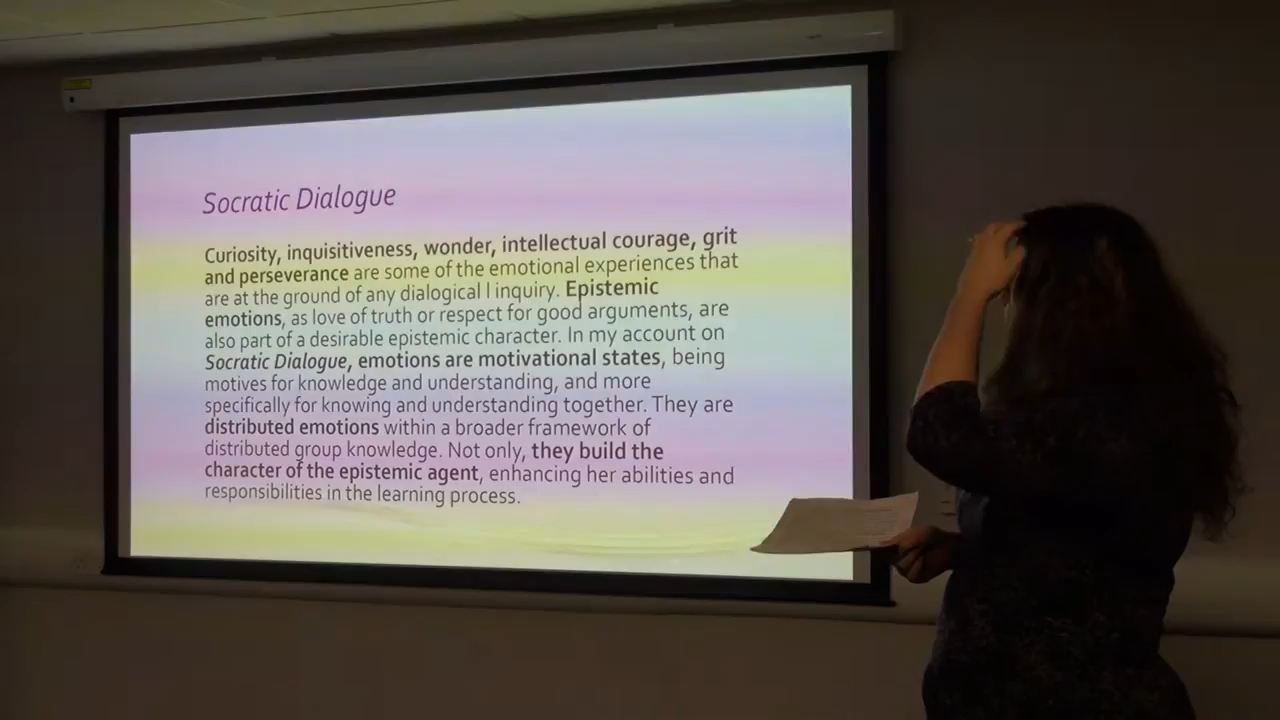 Socratic Dialogue
Curiosity, inquisitiveness, wonder, intellectual courage, grit
and perseverance are some of the emotional experiences that
are at the ground of any dialogical l inquiry. Epistemic
emotions, as love of truth or respect for good arguments, are
also part of a desirable epistemic character. In my account on
Socratic Dialogue, emotions are motivational states, being
motives for knowledge and understanding, and more
specifically for knowing and understanding together. They are
distributed emotions within a broader framework of
distributed group knowledge. Not only, they build the
character of the epistemic agent, enhancing her abilities and
responsibilities in the learning process.